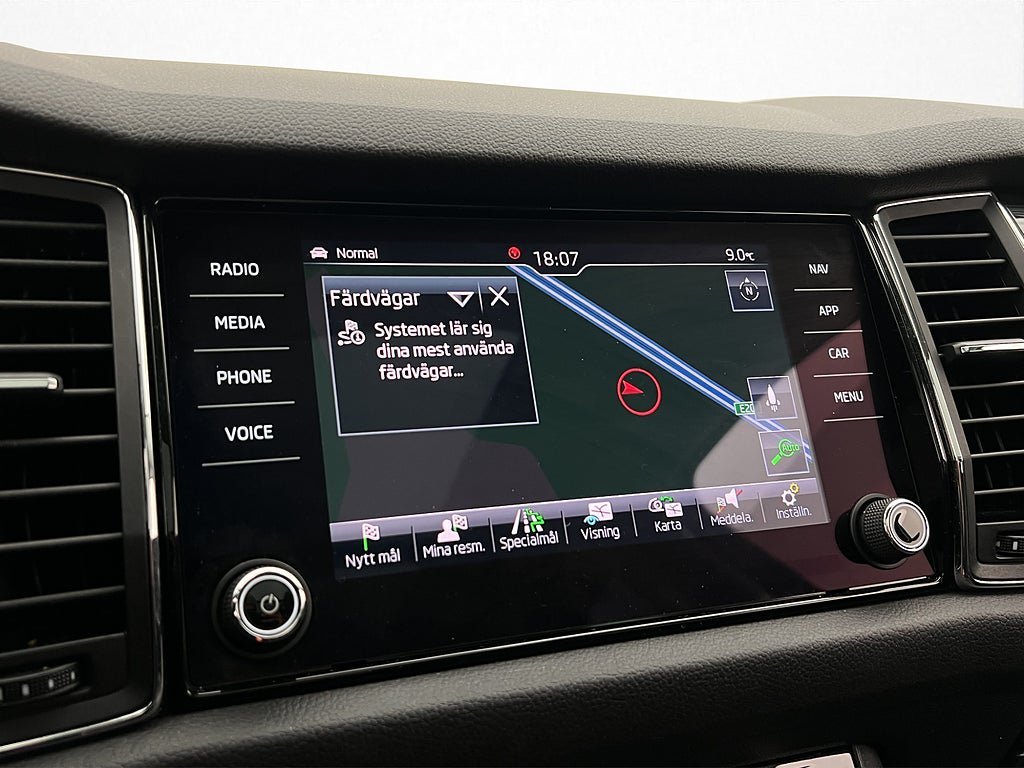 Normal
18:07
9.0°C
RADIO
MEDIA
PHONE
VOICE
NAV
APP
CAR
MENU
N
Färdvägar
Systemet lär sig
dina mest använda
färdvägar...
E20
Auto
Nytt mål
Mina resm.
Specialmål
Visning
Karta
Meddela.
Inställn.